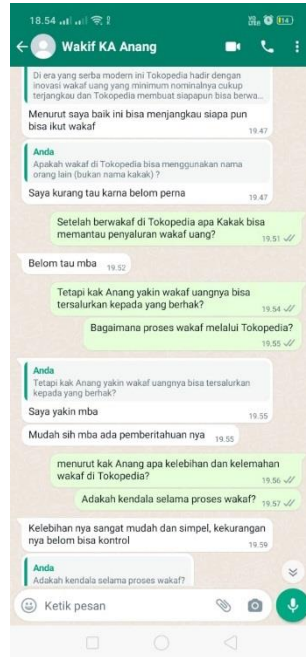 18.54
Wakif KA Anang
Di era yang serba modern ini Tokopedia hadir dengan
inovasi wakaf uang yang minimum nominalnya cukup
terjangkau dan Tokopedia membuat siapapun bisa berwa...
Menurut saya baik ini bisa menjangkau siapa pun
bisa ikut wakaf
19.47
Anda
Apakah wakaf di Tokopedia bisa menggunakan nama
orang lain (bukan nama kakak) ?
Saya kurang tau karna belom perna
19.47
Setelah berwakaf di Tokopedia apa Kakak bisa
memantau penyaluran wakaf uang?
19.51
Belom tau mba 19.52
Tetapi kak Anang yakin wakaf uangnya bisa
tersalurkan kepada yang berhak?
19.54
Bagaimana proses wakaf melalui Tokopedia?
19.55
Anda
Tetapi kak Anang yakin wakaf uangnya bisa tersalurkan
kepada yang berhak?
Saya yakin mba
19.55
Mudah sih mba ada pemberitahuan nya 19.55
menurut kak Anang apa kelebihan dan kelemahan
wakaf di Tokopedia?
19.56
Adakah kendala selama proses wakaf? 19.57
Kelebihan nya sangat mudah dan simpel, kekurangan
nya belom bisa kontrol
19.59
Anda
Adakah kendala selama proses wakaf?
Ketik pesan